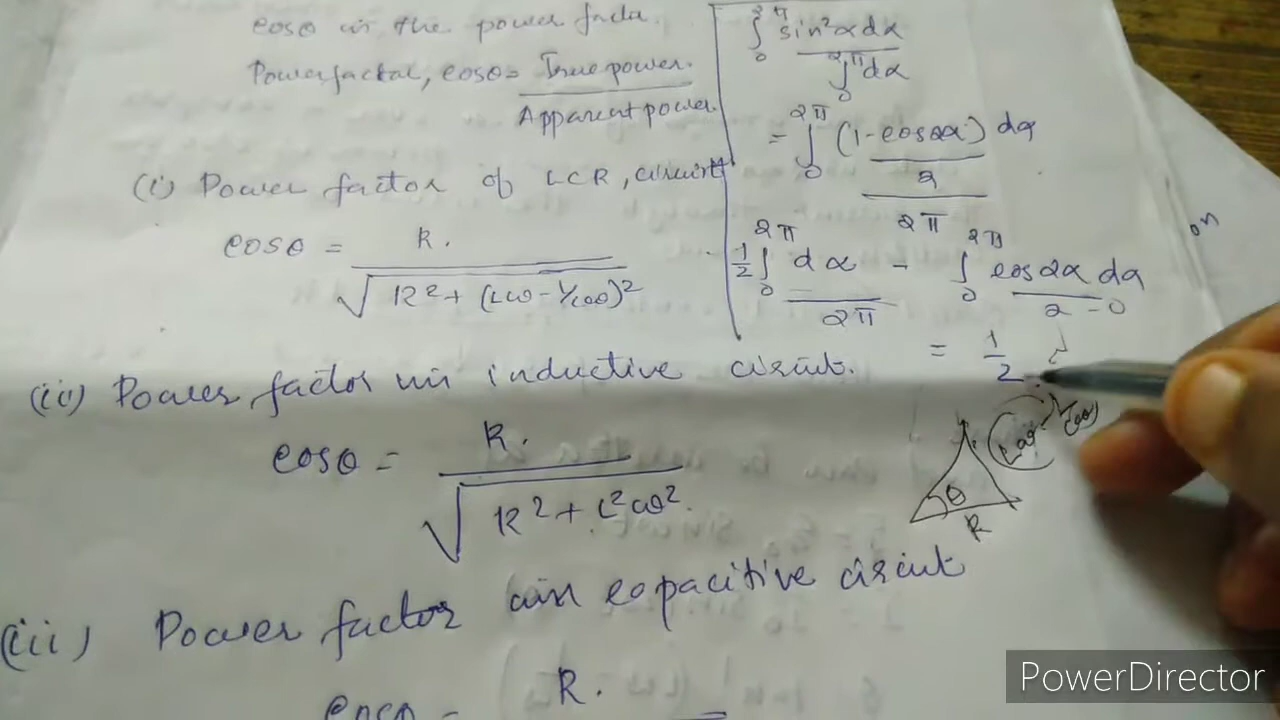 cosθ is the power factor.
Powerfactor, cosθ = True power.
Apparent power
(i) Power factor of LCR, circuit
cosθ = R.
√R² + (Lω - 1/Cω)²
(ii) Power factor in inductive circuit.
cosθ = R.
√R² + L²ω².
(iii) Power factor in capacitive circuit
cosθ = R.
2π
∫ sin²α dα
0
2π
∫ dα
0
2π
= ∫ (1 - cos2α) dα
0
2
2π
2π
1/2 ∫ dα - ∫ cos2α dα
0
2π
2 - 0
= 1/2.
θ
R
PowerDirector